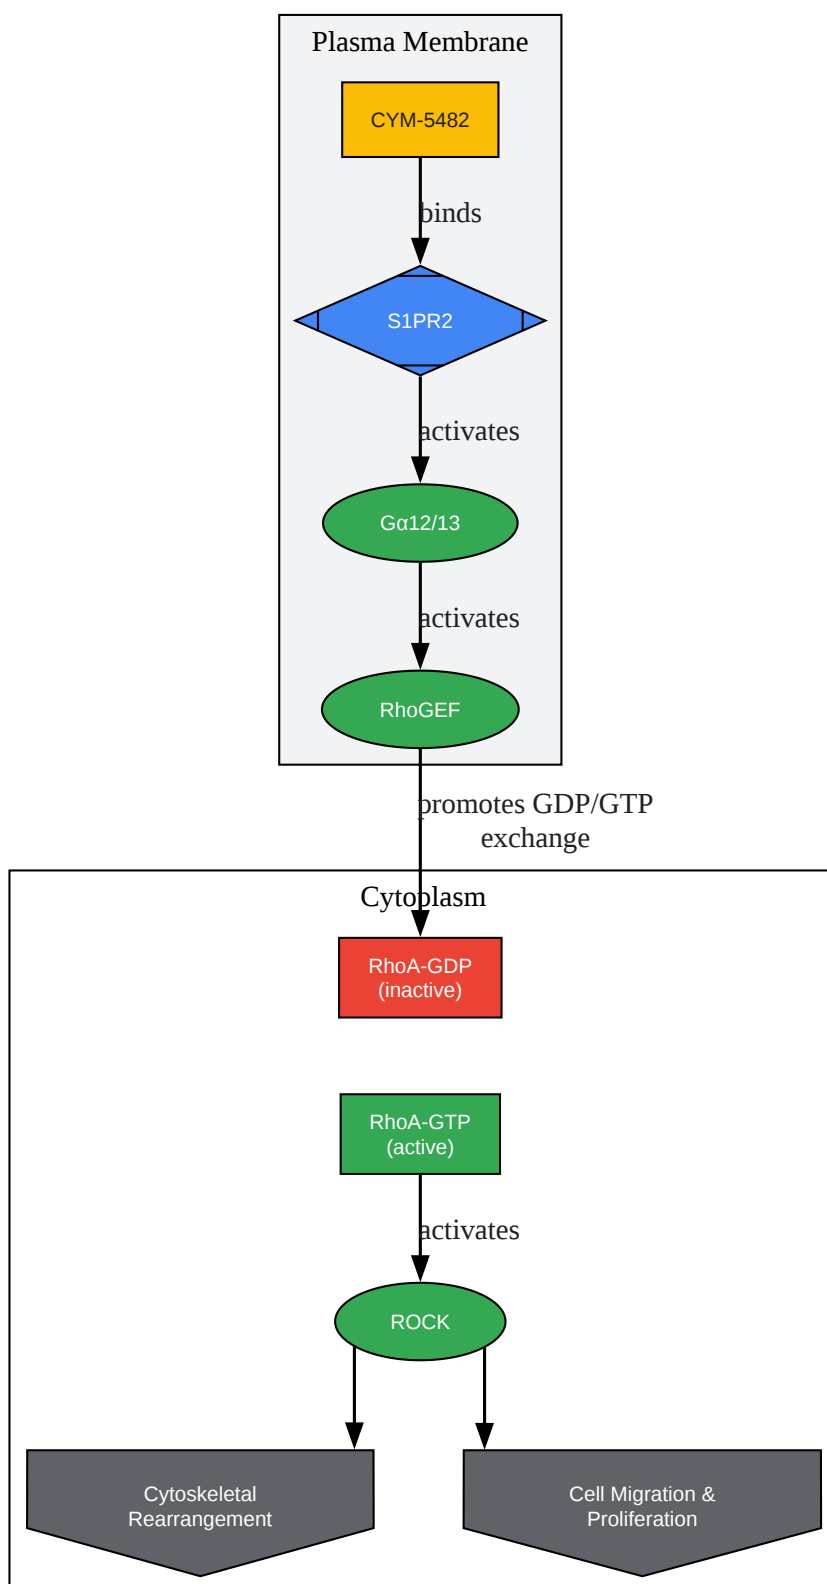 Plasma Membrane
CYM-5482
binds
S1PR2
activates
Gα12/13
activates
RhoGEF
promotes GDP/GTP
exchange
Cytoplasm
RhoA-GDP
(inactive)
RhoA-GTP
(active)
activates
ROCK
Cytoskeletal
Rearrangement
Cell Migration &
Proliferation